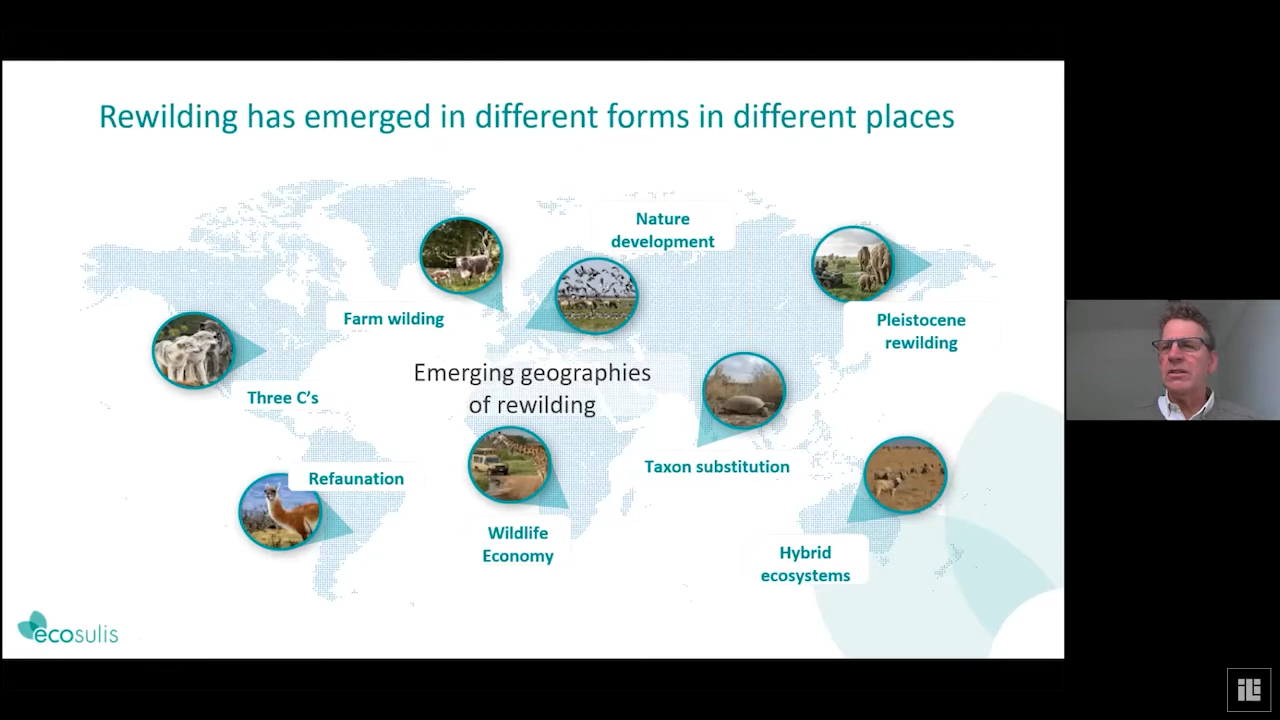 Rewilding has emerged in different forms in different places
Nature
development
Farm wilding
Pleistocene
rewilding
Emerging geographies
of rewilding
Three C's
Taxon substitution
Refaunation
Wildlife
Economy
Hybrid
ecosystems
ecosulis